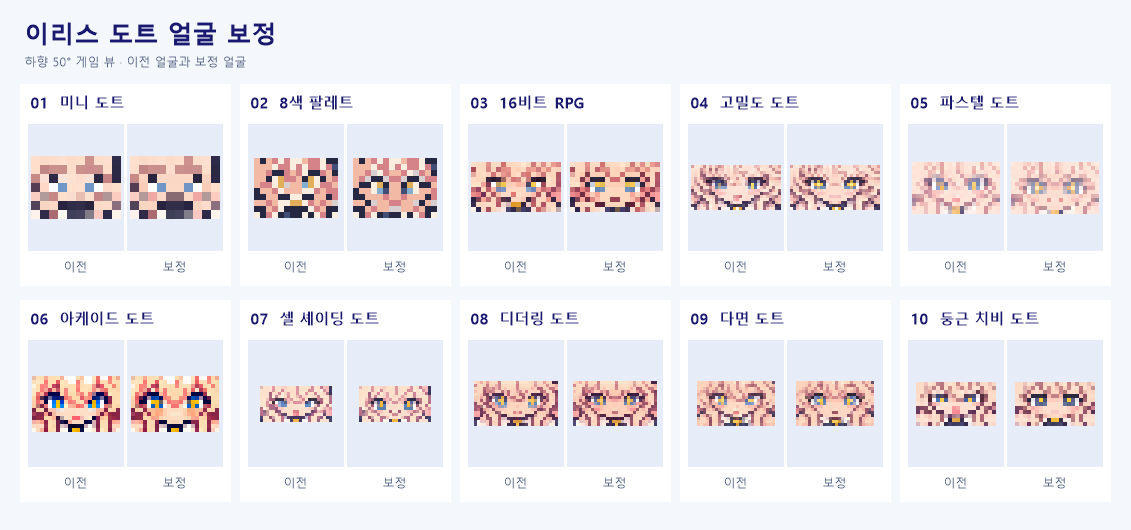 이리스 도트 얼굴 보정
하향 50° 게임 뷰 · 이전 얼굴과 보정 얼굴
01 미니 도트
이전 보정
02 8색 팔레트
이전 보정
03 16비트 RPG
이전 보정
04 고밀도 도트
이전 보정
05 파스텔 도트
이전 보정
06 아케이드 도트
이전 보정
07 셀 셰이딩 도트
이전 보정
08 디더링 도트
이전 보정
09 다면 도트
이전 보정
10 둥근 치비 도트
이전 보정